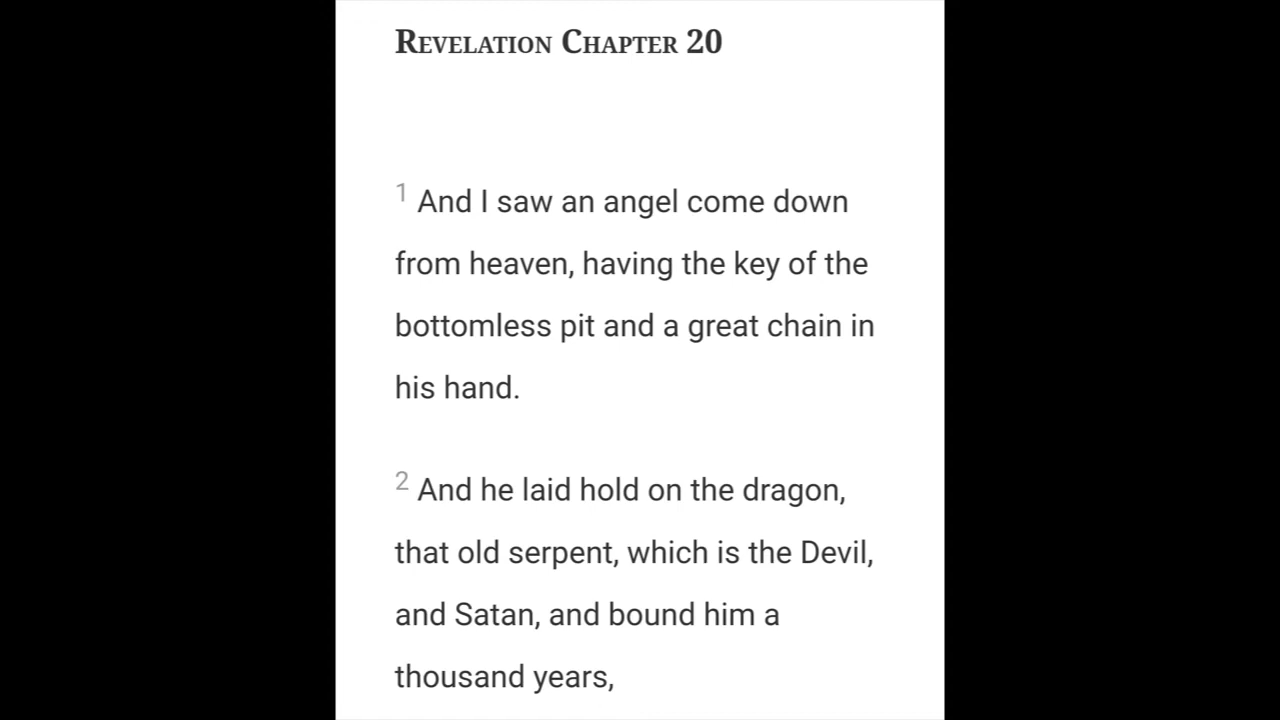 Revelation Chapter 20
1 And I saw an angel come down
from heaven, having the key of the
bottomless pit and a great chain in
his hand.
2 And he laid hold on the dragon,
that old serpent, which is the Devil,
and Satan, and bound him a
thousand years,